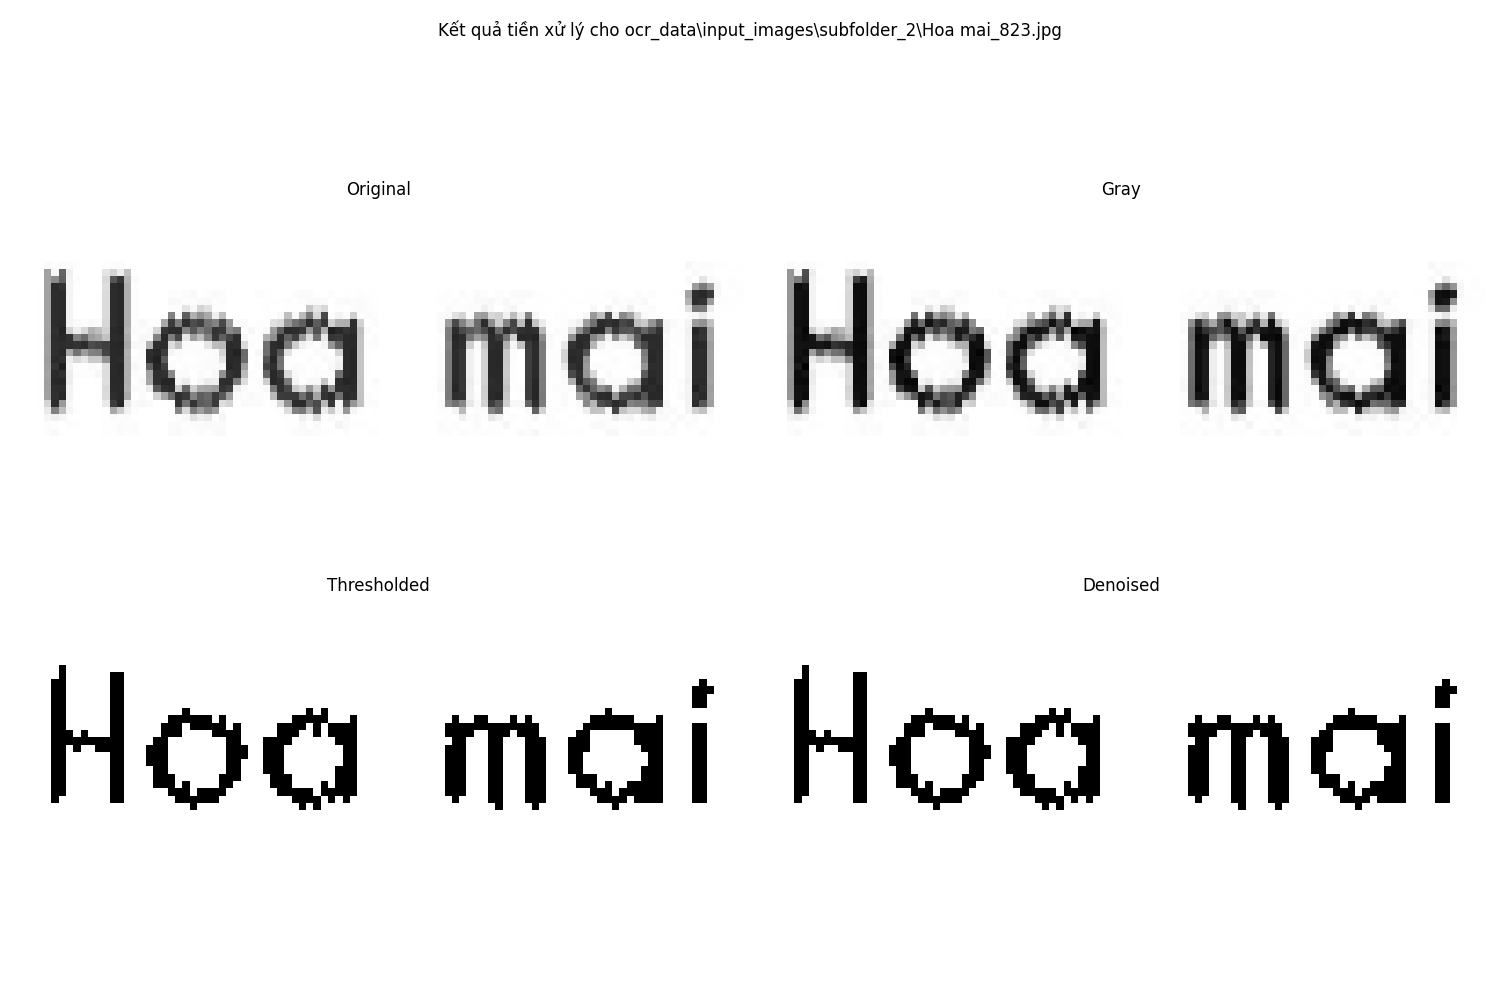 Kết quả tiền xử lý cho ocr_data\input_images\subfolder_2\Hoa mai_823.jpg
Original
Gray
Hoa mai
Hoa mai
Thresholded
Denoised
Hoa mai
Hoa mai